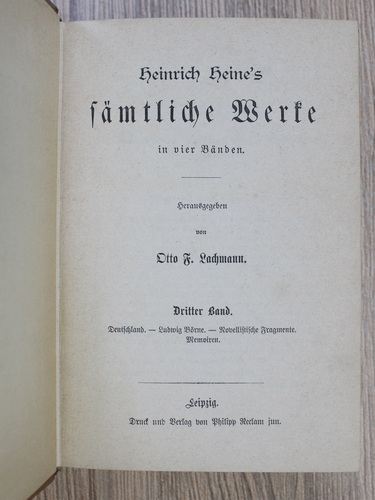 Heinrich Heine's
sämtliche Werke
in vier Bänden.
Herausgegeben
von
Otto F. Lachmann.
Dritter Band.
Deutschland. — Ludwig Börne. — Novellistische Fragmente.
Memoiren.
Leipzig.
Druck und Verlag von Philipp Reclam jun.